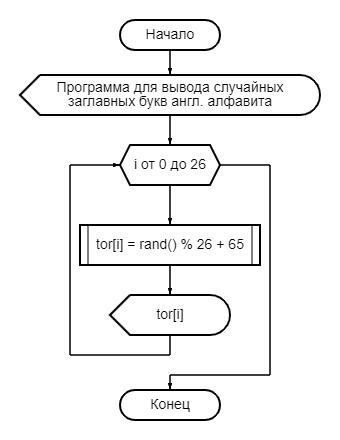 Начало
Программа для вывода случайных
заглавных букв англ. алфавита
i от 0 до 26
tor[i] = rand() % 26 + 65
tor[i]
Конец